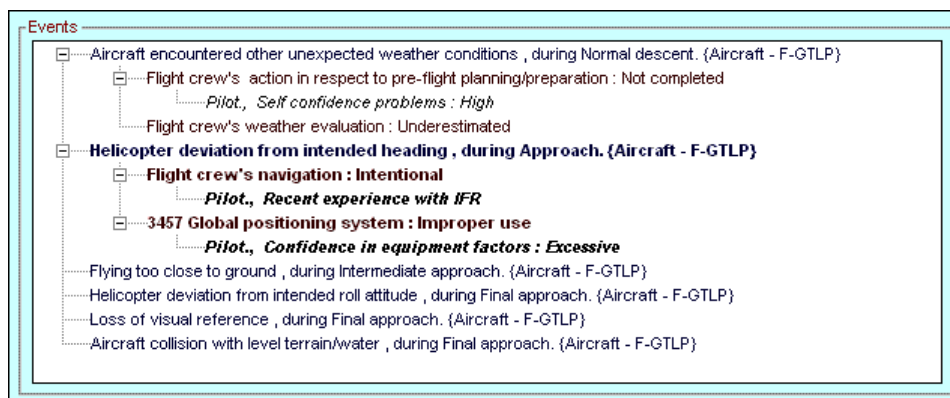 Events
Aircraft encountered other unexpected weather conditions , during Normal descent. {Aircraft - F-GTLP}
Flight crew's action in respect to pre-flight planning/preparation : Not completed
Pilot., Self confidence problems : High
Flight crew's weather evaluation : Underestimated
Helicopter deviation from intended heading , during Approach. {Aircraft - F-GTLP}
Flight crew's navigation : Intentional
Pilot., Recent experience with IFR
3457 Global positioning system : Improper use
Pilot., Confidence in equipment factors : Excessive
Flying too close to ground , during Intermediate approach. {Aircraft - F-GTLP}
Helicopter deviation from intended roll attitude , during Final approach. {Aircraft - F-GTLP}
Loss of visual reference , during Final approach. {Aircraft - F-GTLP}
Aircraft collision with level terrain/water , during Final approach. {Aircraft - F-GTLP}